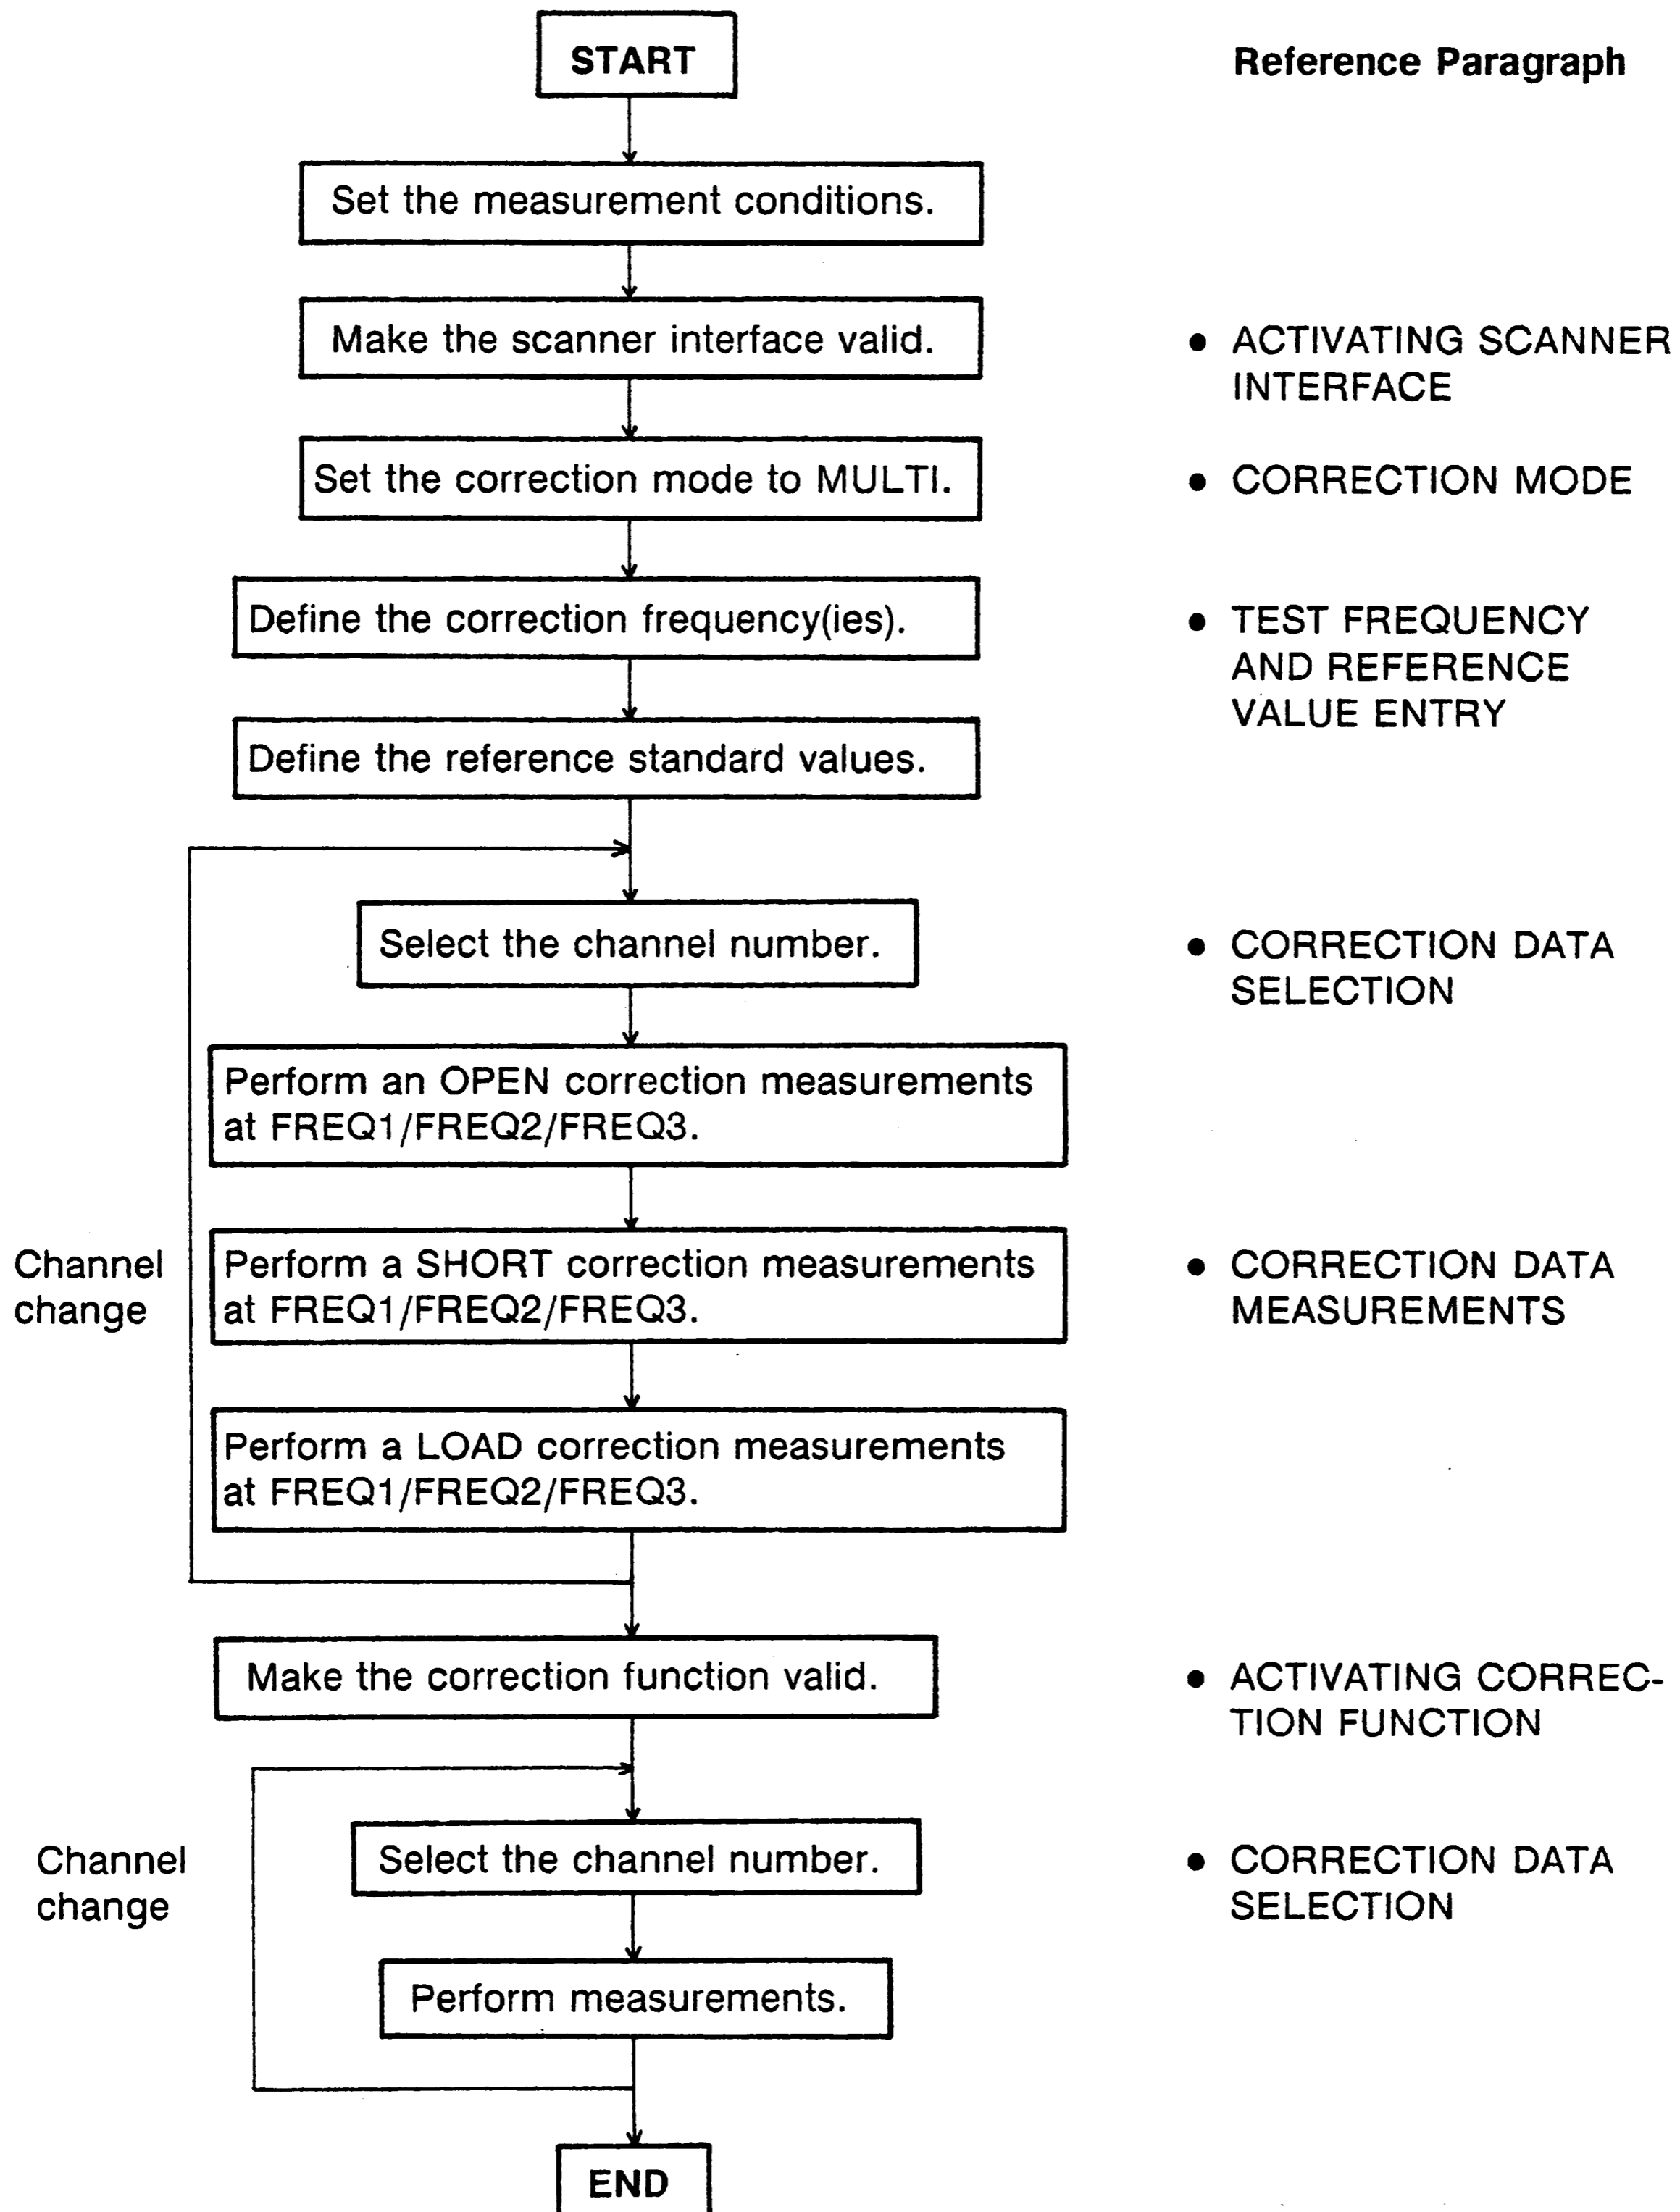 START
Reference Paragraph
Set the measurement conditions.
Make the scanner interface valid.
● ACTIVATING SCANNER
INTERFACE
Set the correction mode to MULTI.
● CORRECTION MODE
Define the correction frequency(ies).
● TEST FREQUENCY
AND REFERENCE
VALUE ENTRY
Define the reference standard values.
Select the channel number.
● CORRECTION DATA
SELECTION
Perform an OPEN correction measurements
at FREQ1/FREQ2/FREQ3.
Channel
change
Perform a SHORT correction measurements
at FREQ1/FREQ2/FREQ3.
● CORRECTION DATA
MEASUREMENTS
Perform a LOAD correction measurements
at FREQ1/FREQ2/FREQ3.
Make the correction function valid.
● ACTIVATING CORREC-
TION FUNCTION
Channel
change
Select the channel number.
● CORRECTION DATA
SELECTION
Perform measurements.
END